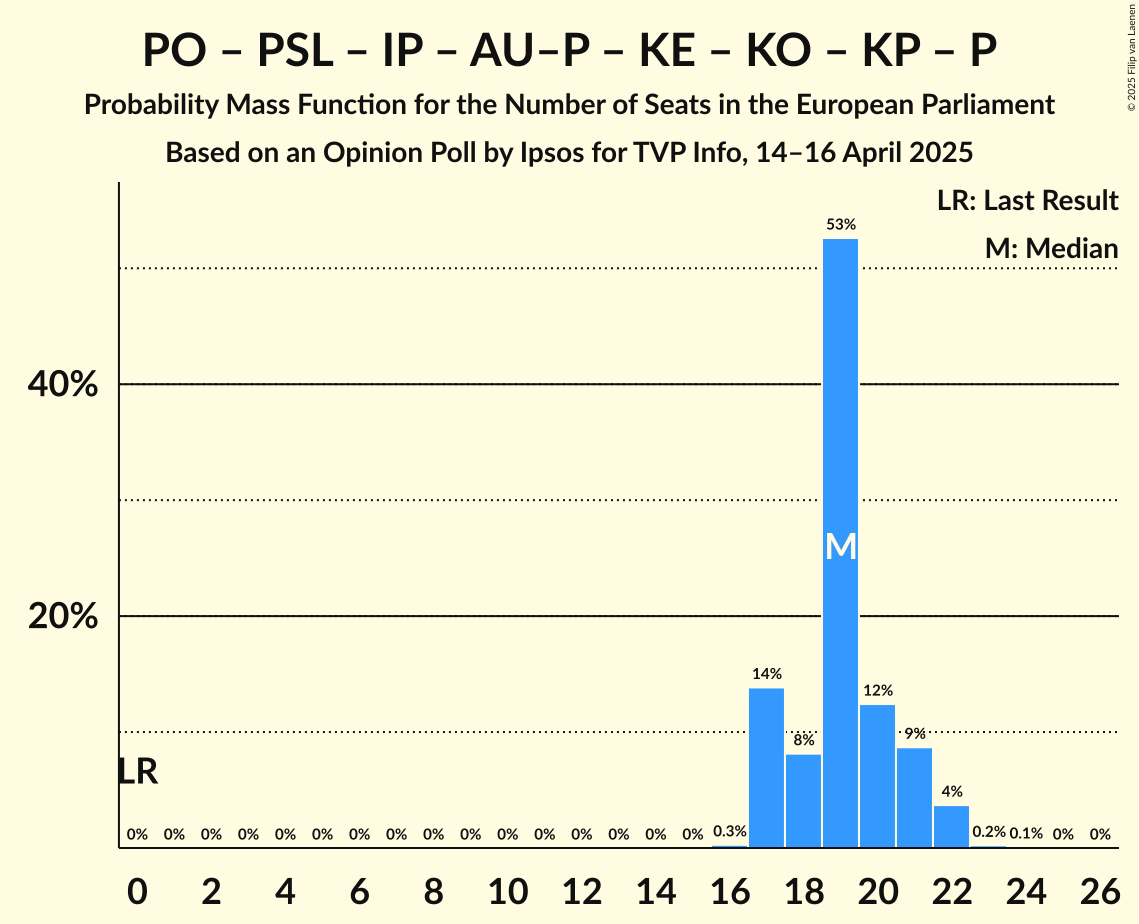 PO – PSL – IP – AU–P – KE – KO – KP – P
Probability Mass Function for the Number of Seats in the European Parliament
Based on an Opinion Poll by Ipsos for TVP Info, 14–16 April 2025
© 2025 Filip van Laenen
LR: Last Result
M: Median
53%
40%
M
20%
14%
12%
8%
9%
LR
4%
0% 0% 0% 0% 0% 0% 0% 0% 0% 0% 0% 0% 0% 0% 0% 0% 0.3% 0.2% 0.1% 0% 0%
0 2 4 6 8 10 12 14 16 18 20 22 24 26